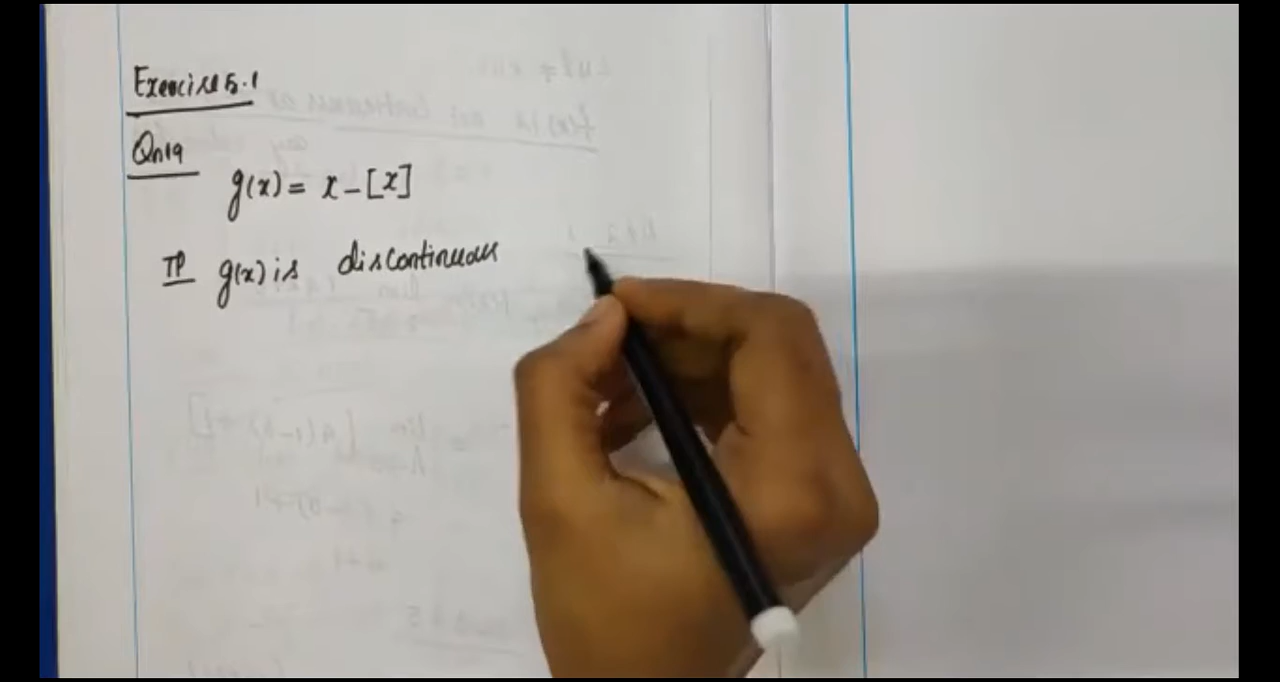 Exercise 5.1
Qn19
g(x) = x - [x]
TP g(x) is discontinuous